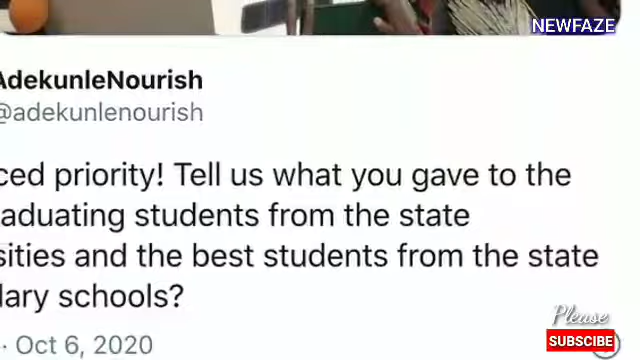 NEWFAZE
AdekunleNourish
@adekunlenourish
ced priority! Tell us what you gave to the
aduating students from the state
sities and the best students from the state
lary schools?
· Oct 6, 2020
Please
SUBSCIBE